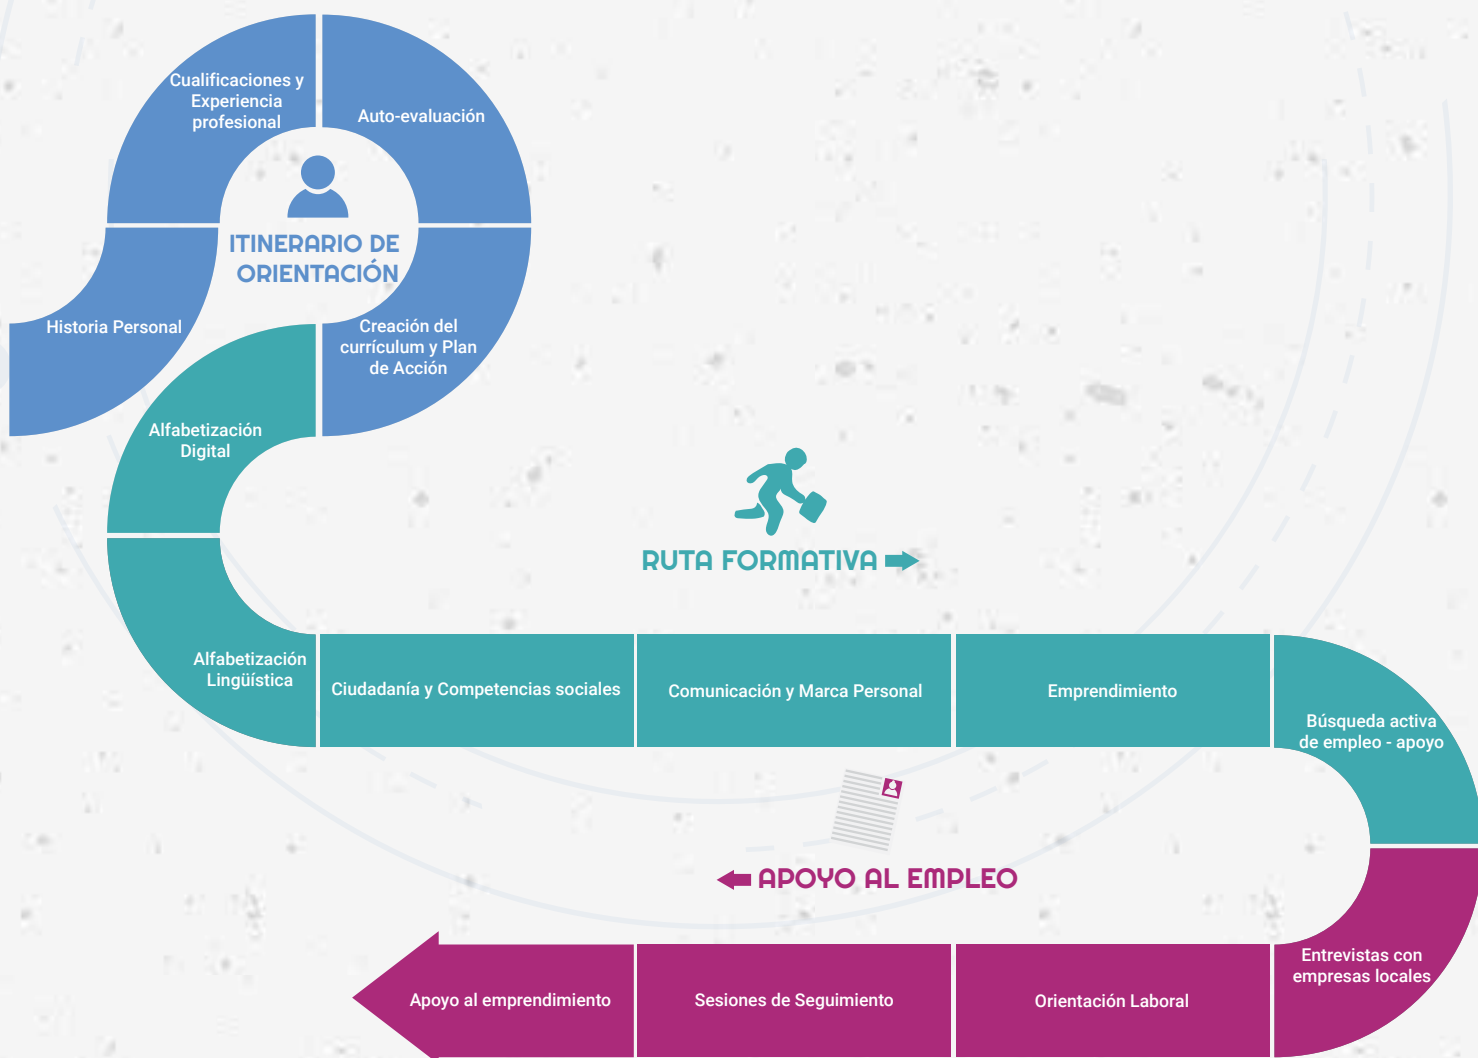 Cualificaciones y
Experiencia
profesional
Auto-evaluación
ITINERARIO DE
ORIENTACIÓN
Historia Personal
Creación del
currículum y Plan
de Acción
Alfabetización
Digital
RUTA FORMATIVA
Alfabetización
Lingüística
Ciudadanía y Competencias sociales
Comunicación y Marca Personal
Emprendimiento
Búsqueda activa
de empleo - apoyo
APOYO AL EMPLEO
Entrevistas con
empresas locales
Orientación Laboral
Sesiones de Seguimiento
Apoyo al emprendimiento